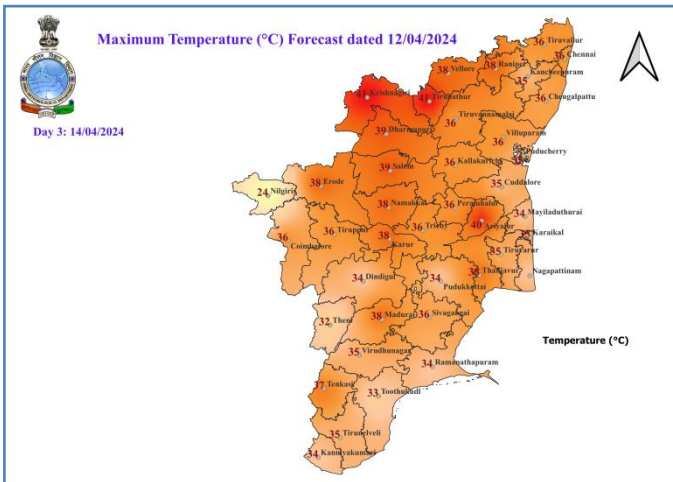 Maximum Temperature (°C) Forecast dated 12/04/2024
Day 3: 14/04/2024
36 Tiruvallur
36 Chennai
38 Vellore
38 Ranipet
35 Kancheepuram
41 Krishnagiri
41 Tirupathur
36 Chengalpattu
36 Tiruvannamalai
39 Dharmapuri
36 Villupuram
Puducherry
39 Salem
36 Kallakurichi
24 Nilgiris
38 Erode
35 Cuddalore
38 Namakkal
36 Perambalur
40 Ariyalur
34 Mayiladuthurai
36 Coimbatore
36 Tiruppur
38 Karur
36 Trichy
Karaikal
35 Tiruvarur
34 Dindigul
34 Pudukkottai
Thanjavur
Nagapattinam
32 Theni
38 Madurai
36 Sivagangai
Temperature (°C)
35 Virudhunagar
34 Ramanathapuram
37 Tenkasi
33 Toothukudi
35 Tirunelveli
34 Kanniyakumari